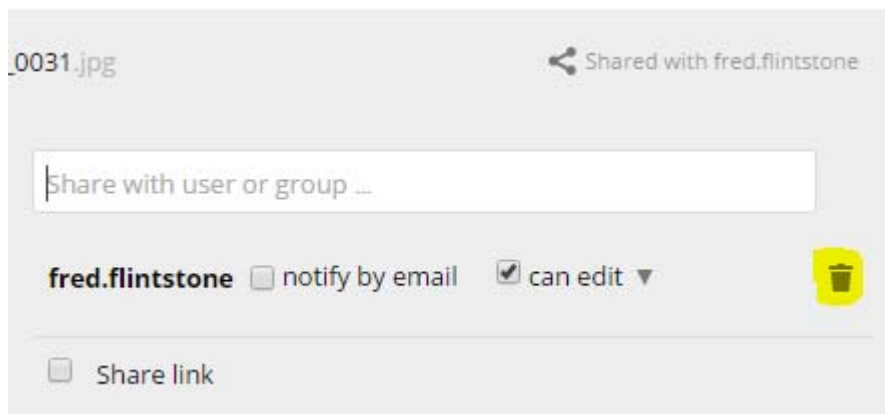 _0031.jpg Shared with fred.flintstone
Share with user or group ...
fred.flintstone notify by email can edit
Share link